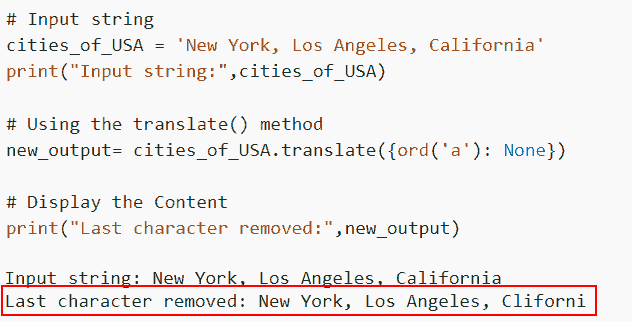 # Input string
cities_of_USA = 'New York, Los Angeles, California'
print("Input string:",cities_of_USA)
# Using the translate() method
new_output= cities_of_USA.translate({ord('a'): None})
# Display the Content
print("Last character removed:",new_output)
Input string: New York, Los Angeles, California
Last character removed: New York, Los Angeles, Cliforni